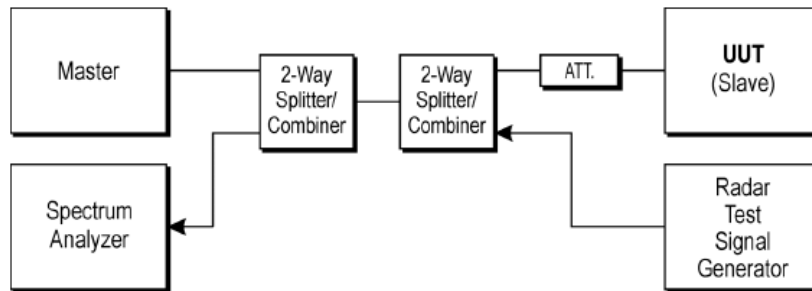 Master
2-Way
Splitter/
Combiner
2-Way
Splitter/
Combiner
ATT.
UUT
(Slave)
Spectrum
Analyzer
Radar
Test
Signal
Generator